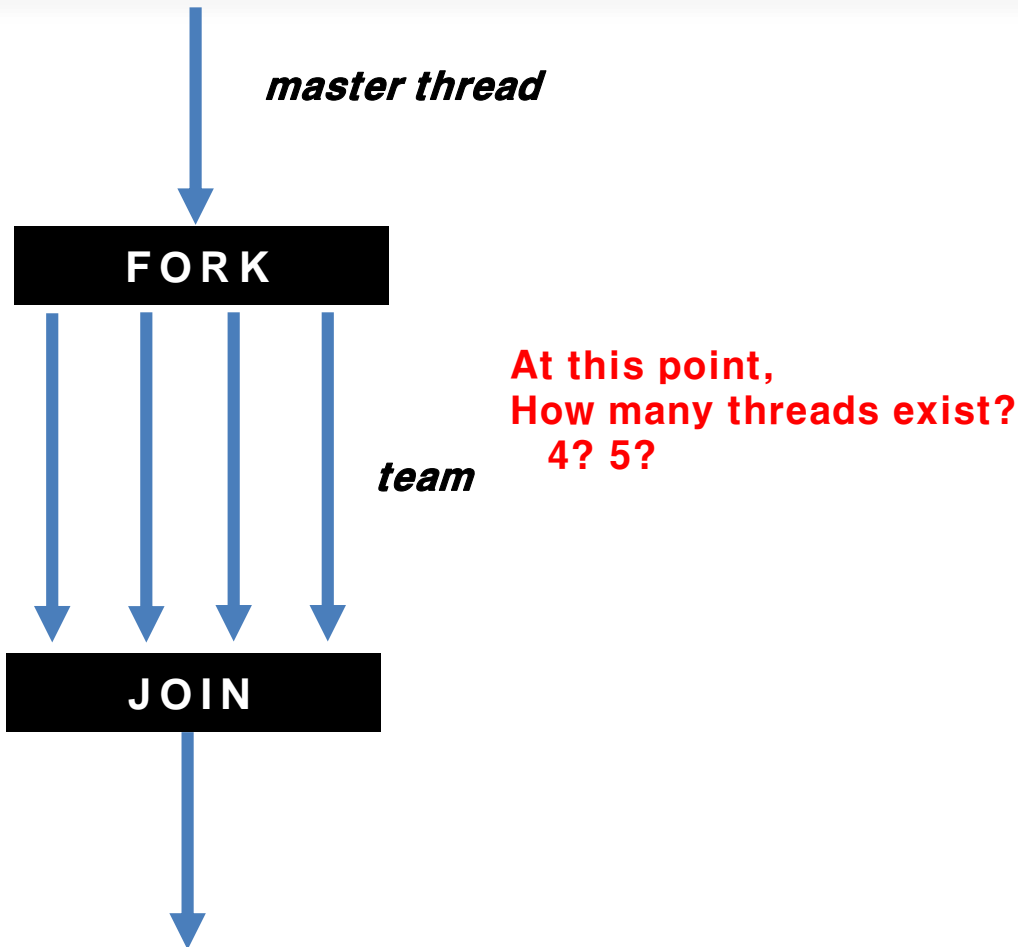 master thread
FORK
At this point,
How many threads exist?
4? 5?
team
JOIN